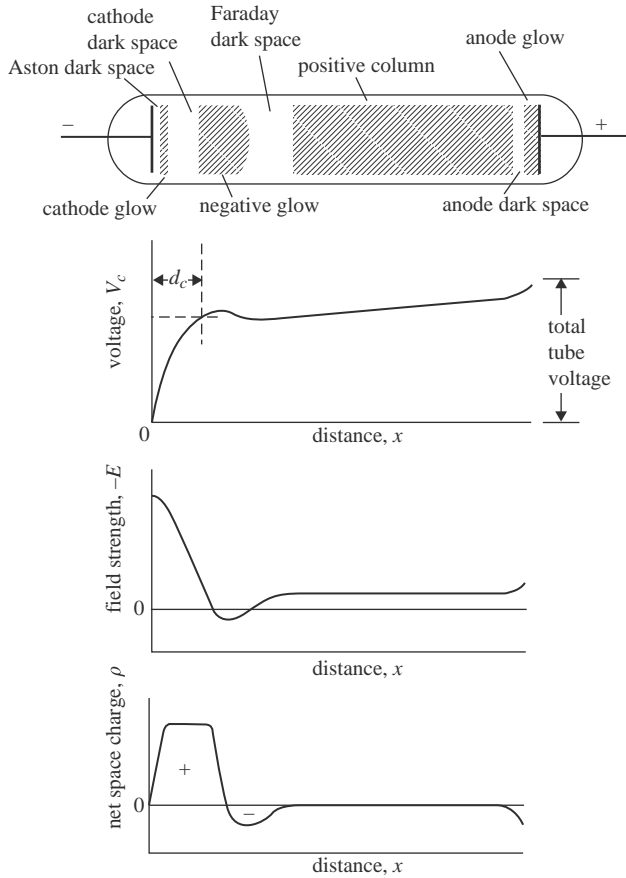 cathode
dark space
Faraday
dark space
anode glow
Aston dark space
positive column
–
+
cathode glow
negative glow
anode dark space
voltage, V_c
d_c
total
tube
voltage
0
distance, x
field strength, –E
0
distance, x
net space charge, ρ
+
0
–
distance, x